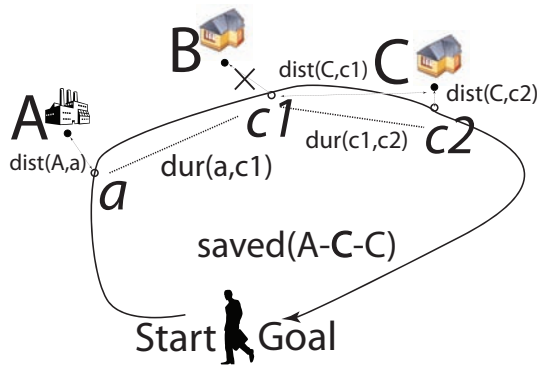 B
dist(C,c1)
C
A
dist(C,c2)
c1
c2
dur(c1,c2)
dist(A,a)
dur(a,c1)
a
saved(A-C-C)
Start Goal